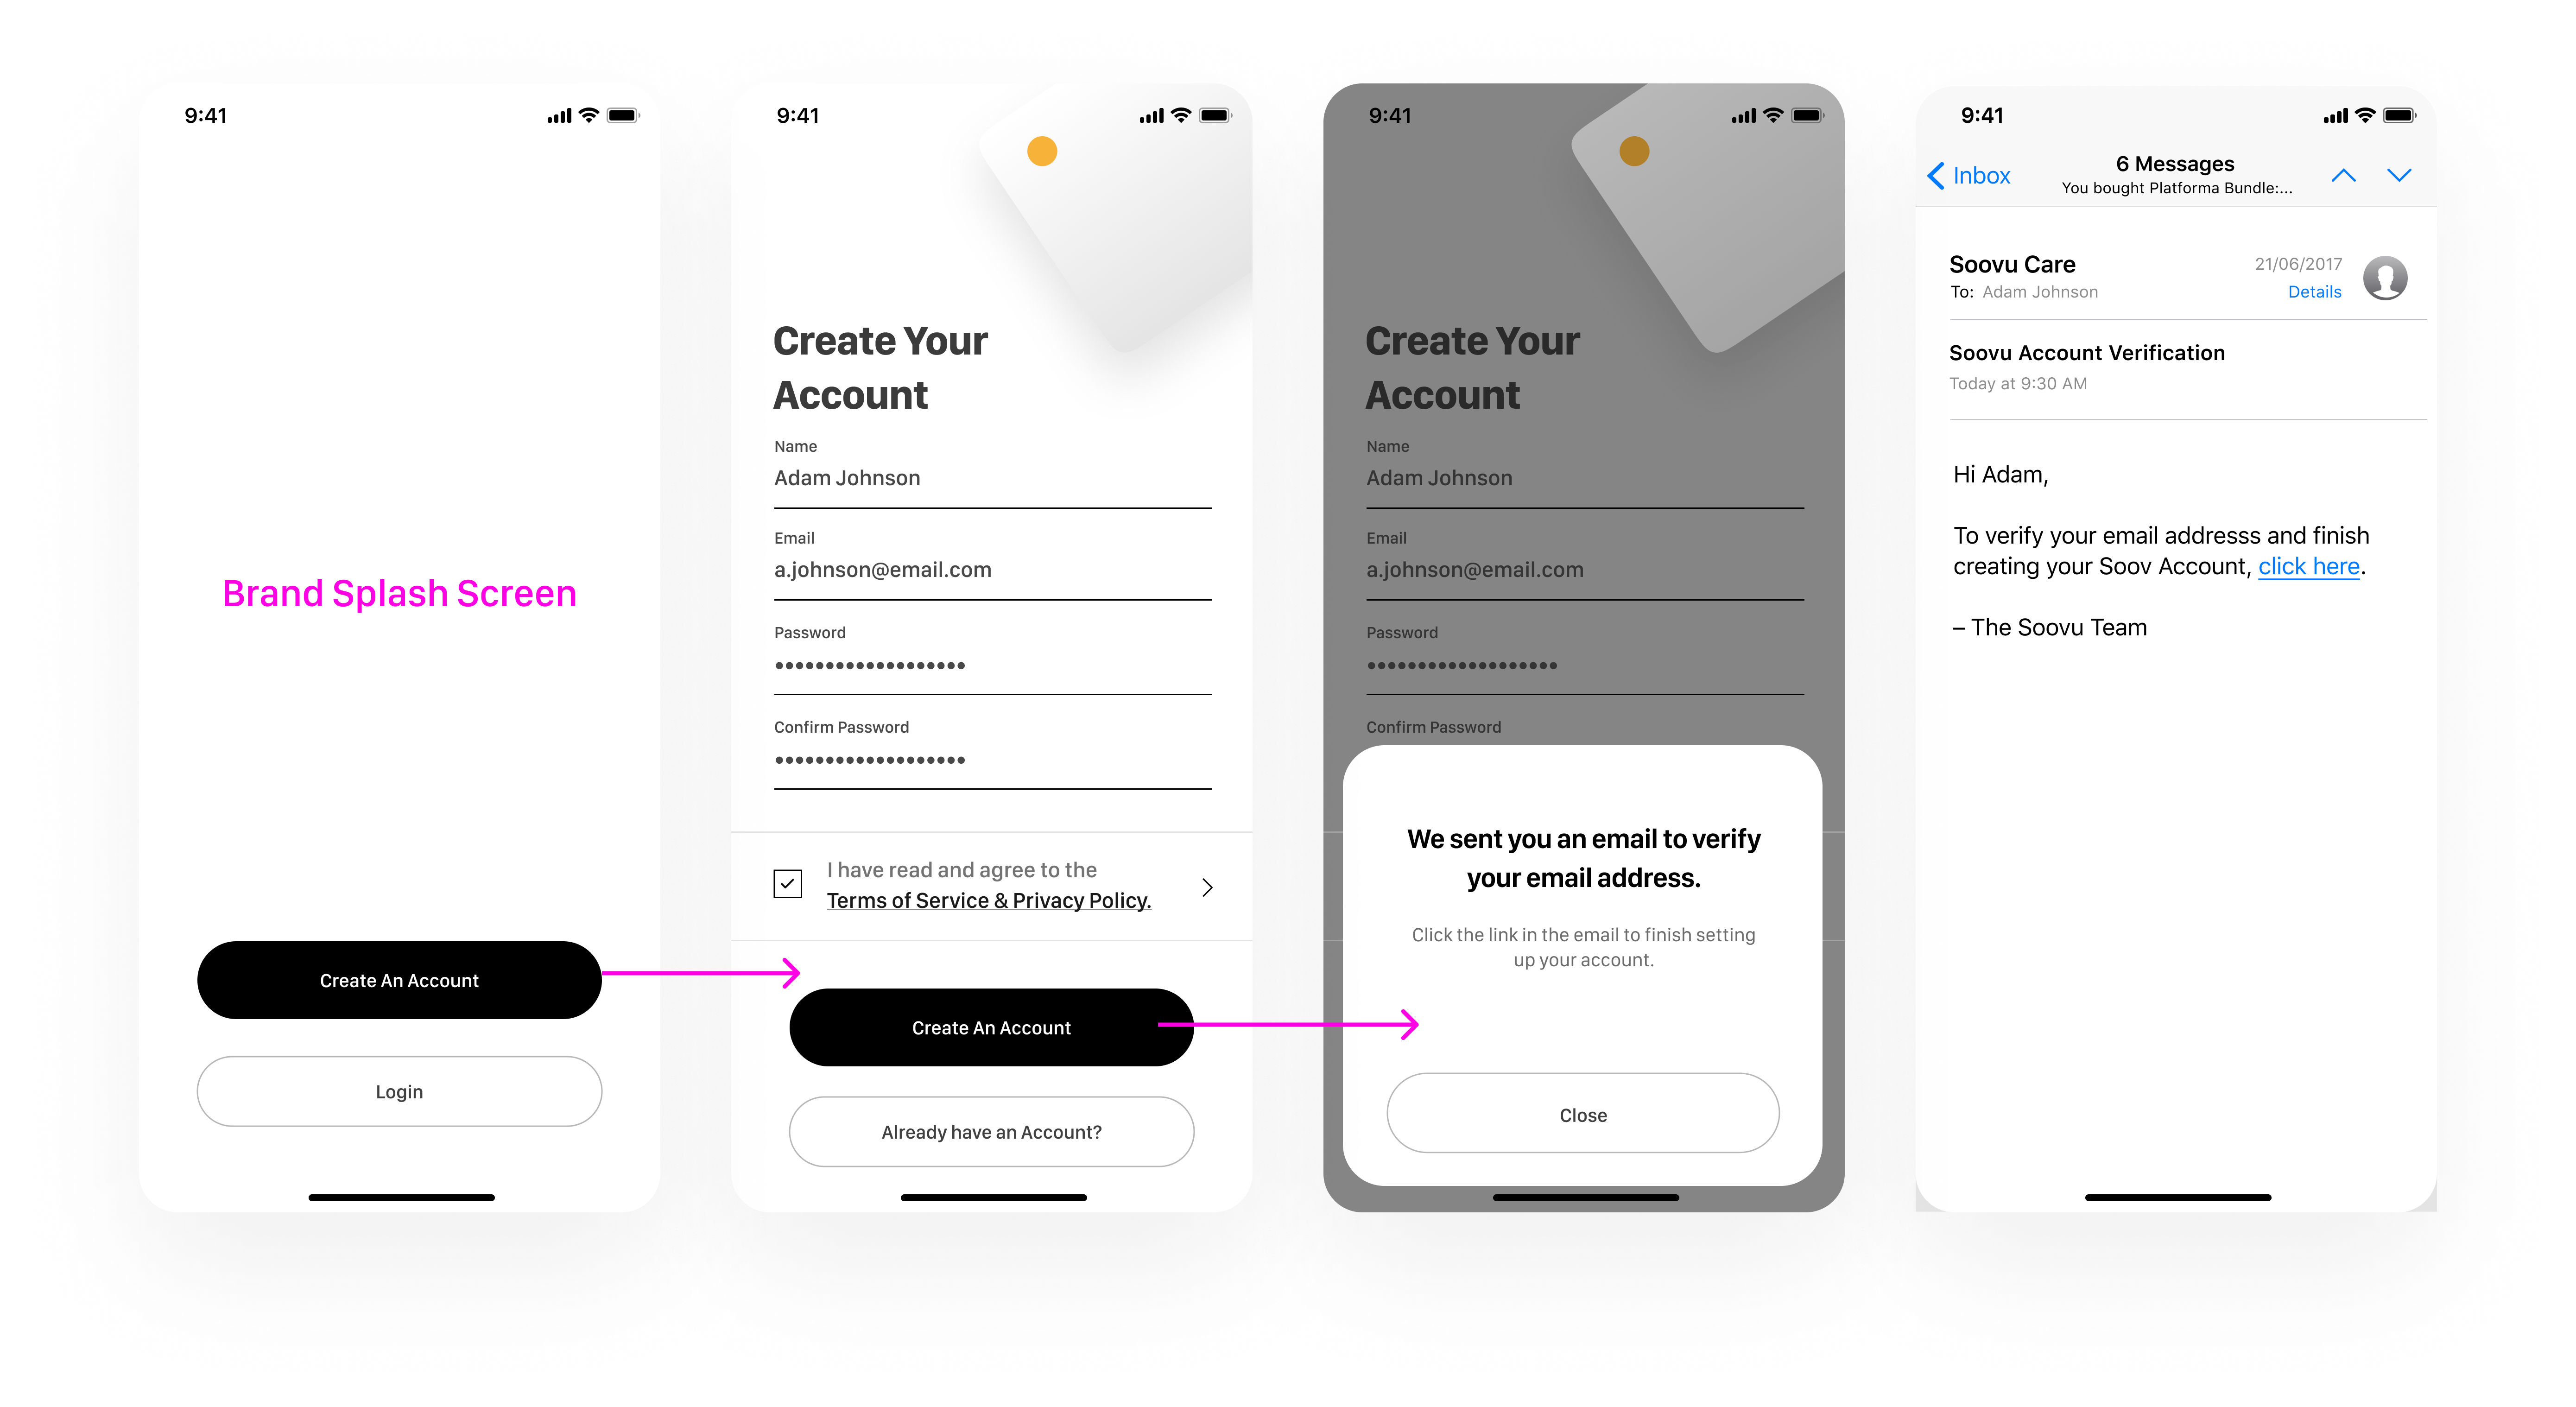 9:41
Brand Splash Screen
Create An Account
Login
9:41
Create Your
Account
Name
Adam Johnson
Email
a.johnson@email.com
Password
•••••••••••••••••••
Confirm Password
•••••••••••••••••••
I have read and agree to the
Terms of Service & Privacy Policy.
Create An Account
Already have an Account?
9:41
Create Your
Account
Name
Adam Johnson
Email
a.johnson@email.com
Password
•••••••••••••••••••
Confirm Password
We sent you an email to verify
your email address.
Click the link in the email to finish setting
up your account.
Close
9:41
Inbox
6 Messages
You bought Platforma Bundle:...
Soovu Care
21/06/2017
To: Adam Johnson
Details
Soovu Account Verification
Today at 9:30 AM
Hi Adam,
To verify your email addresss and finish
creating your Soov Account, click here.
– The Soovu Team